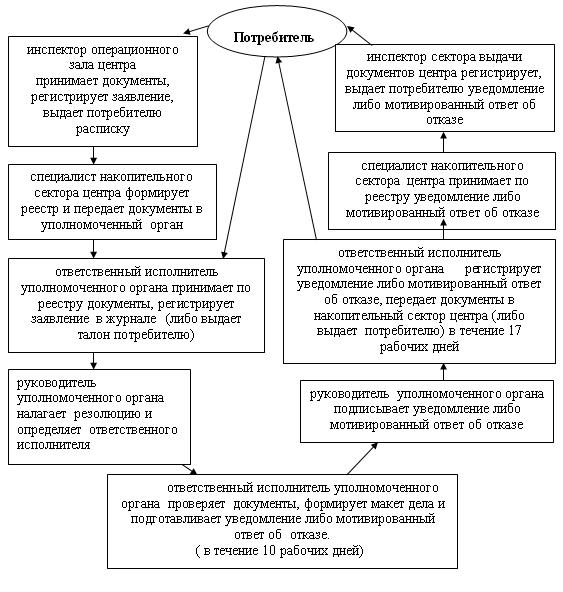 Потребитель
инспектор операционного
зала центра
принимает документы,
регистрирует заявление,
выдает потребителю
расписку
специалист накопительного
сектора центра формирует
реестр и передает документы в
уполномоченный орган
ответственный исполнитель
уполномоченного органа принимает по
реестру документы, регистрирует
заявление в журнале (либо выдает
талон потребителю)
руководитель
уполномоченного органа
налагает резолюцию и
определяет ответственного
исполнителя
ответственный исполнитель уполномоченного
органа проверяет документы, формирует макет дела и
подготавливает уведомление либо мотивированный
ответ об отказе.
( в течение 10 рабочих дней)
руководитель уполномоченного органа
подписывает уведомление либо
мотивированный ответ об отказе
ответственный исполнитель
уполномоченного органа регистрирует
уведомление либо мотивированный ответ
об отказе, передает документы в
накопительный сектор центра (либо
выдает потребителю) в течение 17
рабочих дней
специалист накопительного
сектора центра принимает по
реестру уведомление либо
мотивированный ответ об отказе
инспектор сектора выдачи
документов центра регистрирует,
выдает потребителю уведомление
либо мотивированный ответ об
отказе